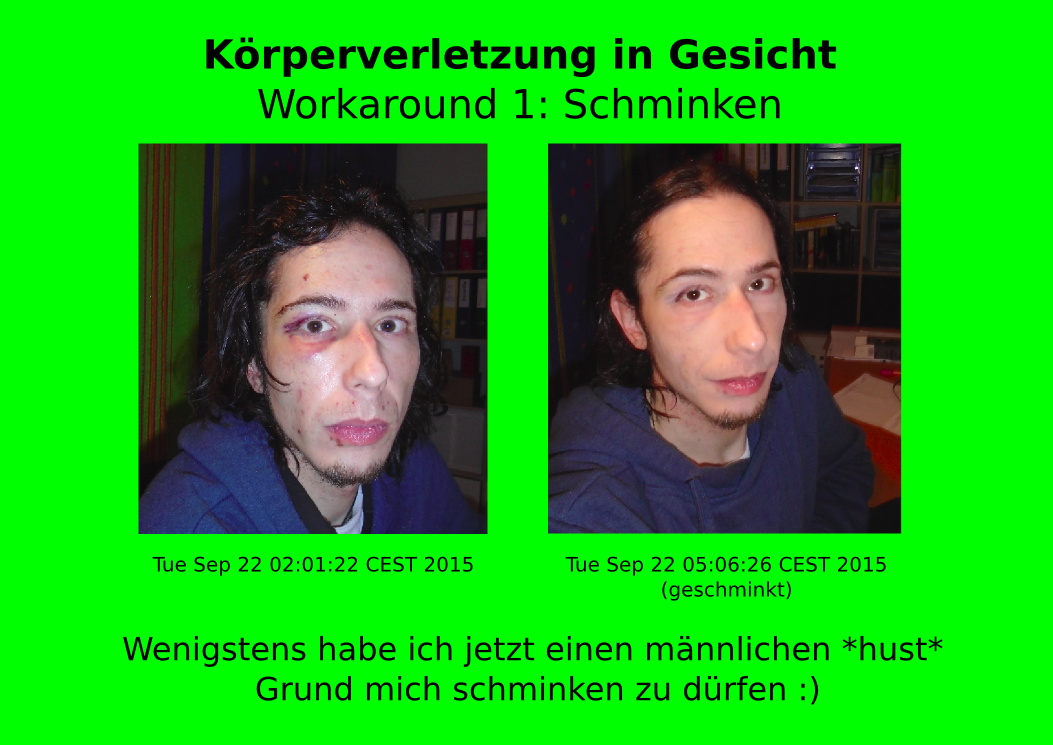 Körperverletzung in Gesicht
Workaround 1: Schminken
Tue Sep 22 02:01:22 CEST 2015
Tue Sep 22 05:06:26 CEST 2015
(geschminkt)
Wenigstens habe ich jetzt einen männlichen *hust*
Grund mich schminken zu dürfen :)